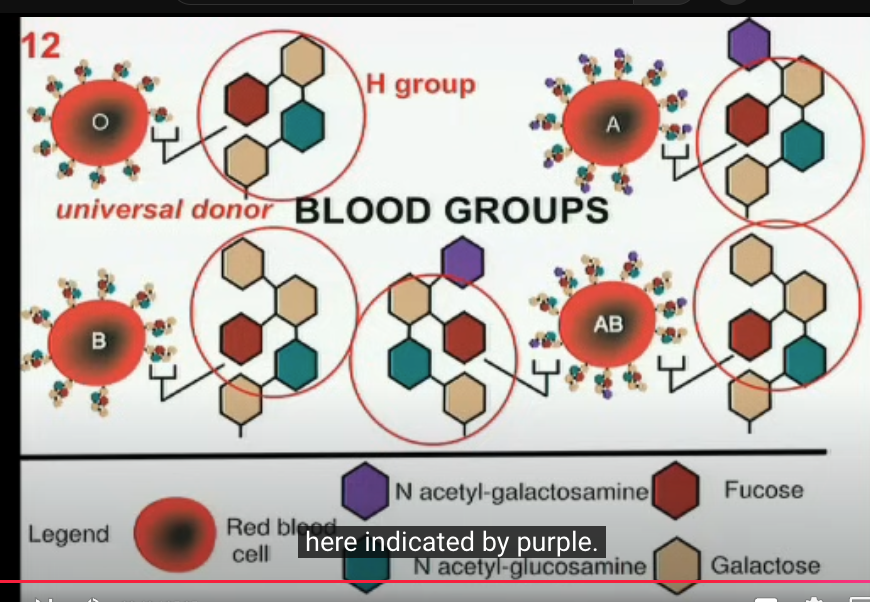 12
O
H group
A
universal donor
BLOOD GROUPS
B
AB
Legend
Red blood
cell
N acetyl-galactosamine
Fucose
here indicated by purple.
N acetyl-glucosamine
Galactose